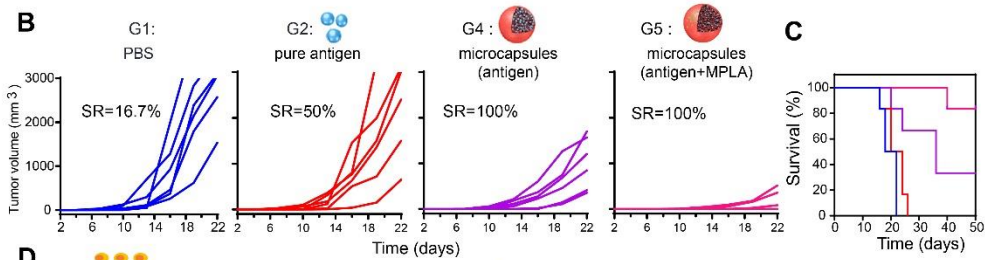 B
G1:
PBS
G2:
pure antigen
G4 :
microcapsules
(antigen)
G5 :
microcapsules
(antigen+MPLA)
C
Tumor volume (mm 3 )
3000
2000
1000
0
SR=16.7%
SR=50%
SR=100%
SR=100%
2 6 10 14 18 22
2 6 10 14 18 22
2 6 10 14 18 22
2 6 10 14 18 22
Time (days)
Survival (%)
100
80
60
40
20
0
0 10 20 30 40 50
Time (days)
D